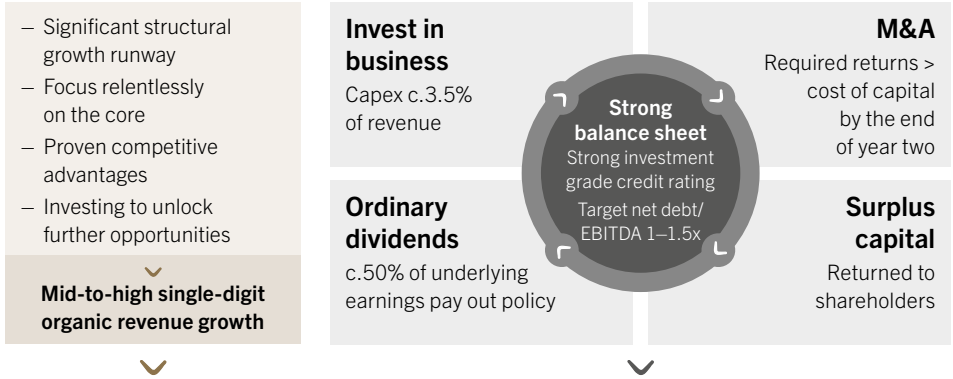 – Significant structural
growth runway
– Focus relentlessly
on the core
– Proven competitive
advantages
– Investing to unlock
further opportunities
Mid-to-high single-digit
organic revenue growth
Invest in
business
Capex c.3.5%
of revenue
M&A
Required returns >
cost of capital
by the end
of year two
Strong
balance sheet
Strong investment
grade credit rating
Target net debt/
EBITDA 1–1.5x
Ordinary
dividends
c.50% of underlying
earnings pay out policy
Surplus
capital
Returned to
shareholders